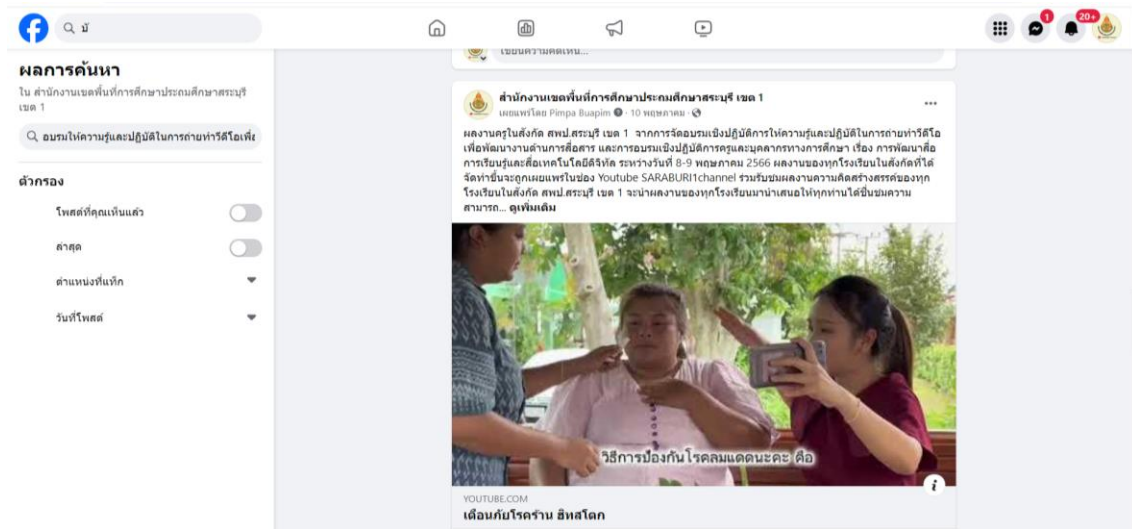 บั
1
20+
ผลการค้นหา
ใน สำนักงานเขตพื้นที่การศึกษาประถมศึกษาสระบุรี
เขต 1
อบรมให้ความรู้และปฏิบัติในการถ่ายทำวีดีโอเพื่อ
ตัวกรอง
โพสต์ที่คุณเห็นแล้ว
ล่าสุด
ตำแหน่งที่แท็ก
วันที่โพสต์
เขียนความคิดเห็น...
สำนักงานเขตพื้นที่การศึกษาประถมศึกษาสระบุรี เขต 1
เผยแพร่โดย Pimpa Buapim · 10 พฤษภาคม ·
ผลงานครูในสังกัด สพป.สระบุรี เขต 1 จากการจัดอบรมเชิงปฏิบัติการให้ความรู้และปฏิบัติในการถ่ายทำวีดีโอ
เพื่อพัฒนางานด้านการสื่อสาร และการอบรมเชิงปฏิบัติการครูและบุคลากรทางการศึกษา เรื่อง การพัฒนาสื่อ
การเรียนรู้และสื่อเทคโนโลยีดิจิทัล ระหว่างวันที่ 8-9 พฤษภาคม 2566 ผลงานของทุกโรงเรียนในสังกัดที่ได้
จัดทำขึ้นจะถูกเผยแพร่ในช่อง Youtube SARABURI1channel ร่วมรับชมผลงานความคิดสร้างสรรค์ของทุก
โรงเรียนในสังกัด สพป.สระบุรี เขต 1 จะนำผลงานของทุกโรงเรียนมานำเสนอให้ทุกท่านได้ชื่นชมความ
สามารถ... ดูเพิ่มเติม
วิธีการป้องกันโรคลมแดดนะคะ คือ
YOUTUBE.COM
เตือนภัยโรคร้าน ฮีทสโตก